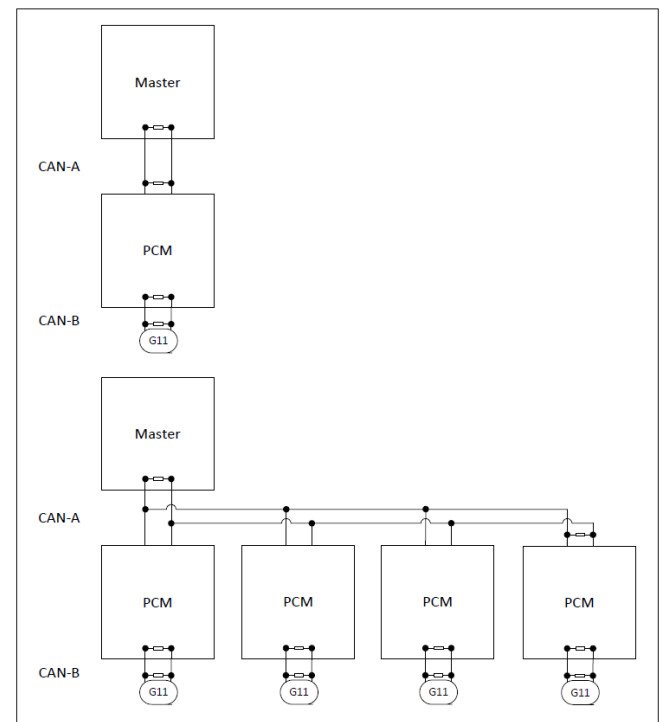 Master
CAN-A
PCM
CAN-B
G11
Master
CAN-A
PCM PCM PCM PCM
CAN-B
G11 G11 G11 G11